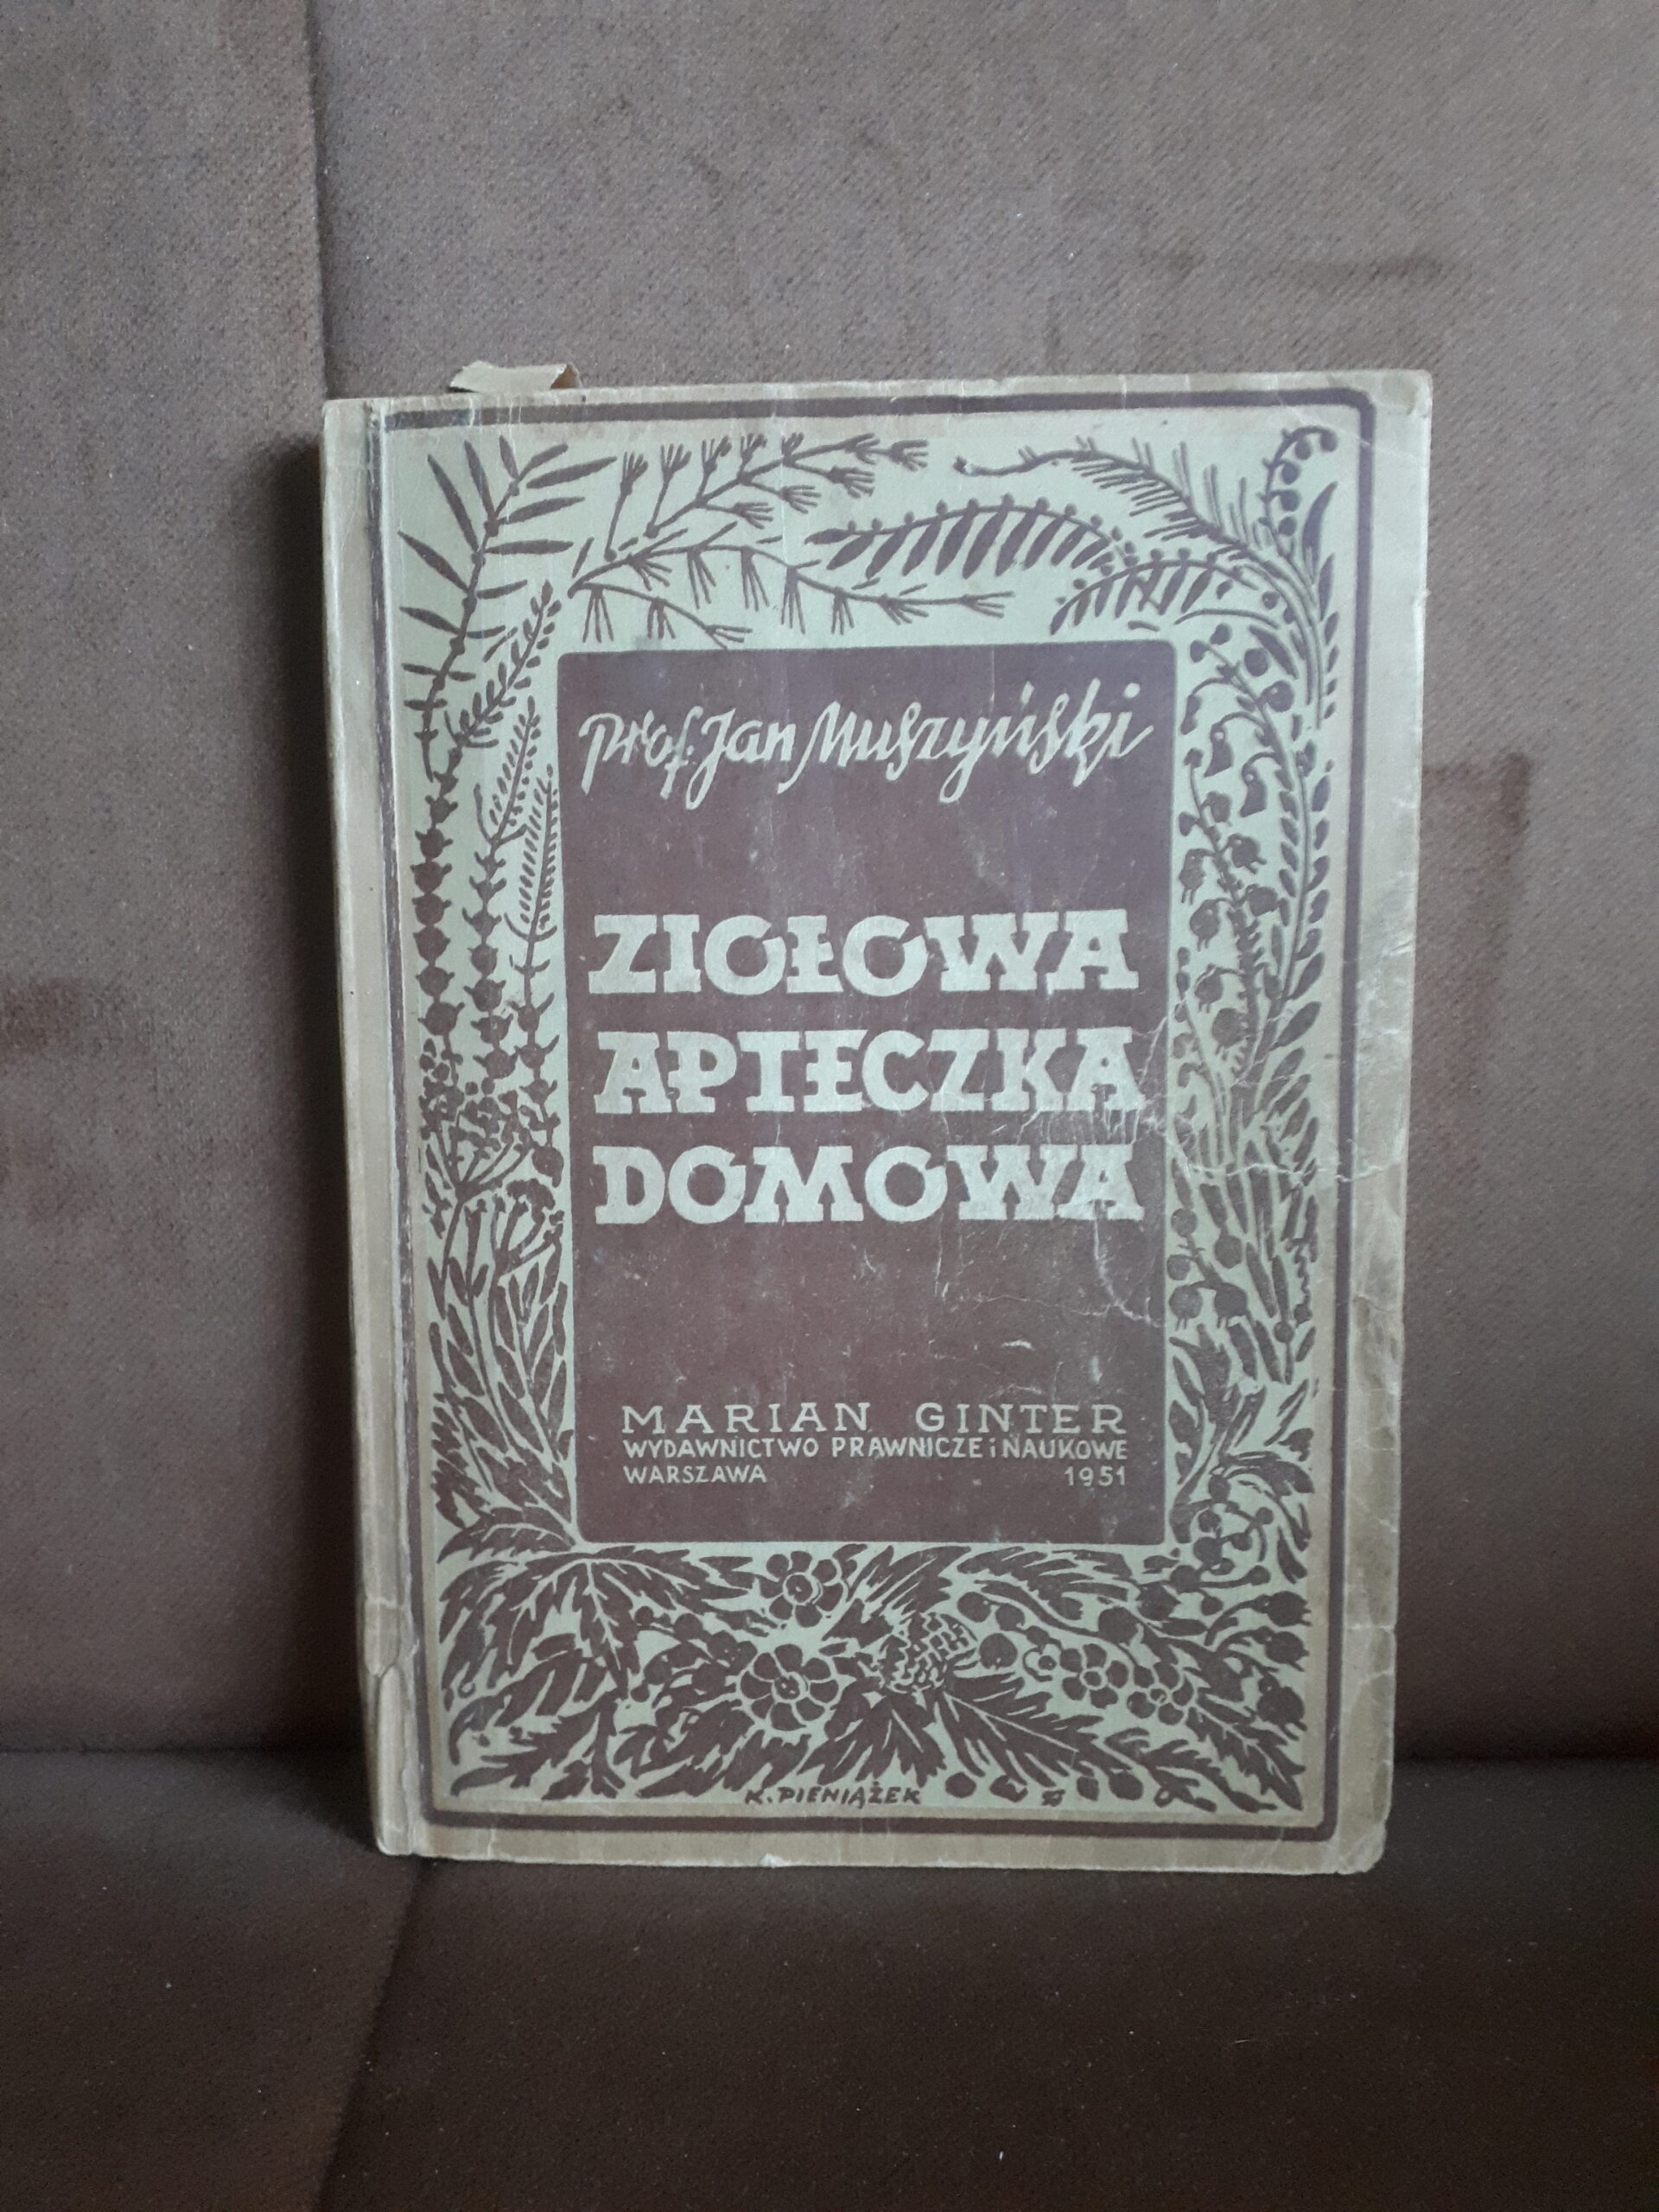 prof. Jan Muszyński
ZIOŁOWA
APTECZKA
DOMOWA
MARIAN GINTER
WYDAWNICTWO PRAWNICZE i NAUKOWE
WARSZAWA 1951
K. PIENIĄŻEK